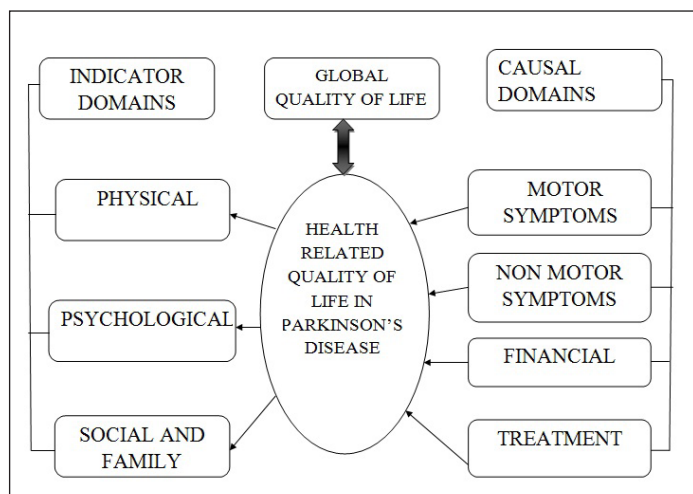 INDICATOR
DOMAINS
GLOBAL
QUALITY OF LIFE
CAUSAL
DOMAINS
PHYSICAL
PSYCHOLOGICAL
SOCIAL AND
FAMILY
HEALTH
RELATED
QUALITY OF
LIFE IN
PARKINSON’S
DISEASE
MOTOR
SYMPTOMS
NON MOTOR
SYMPTOMS
FINANCIAL
TREATMENT